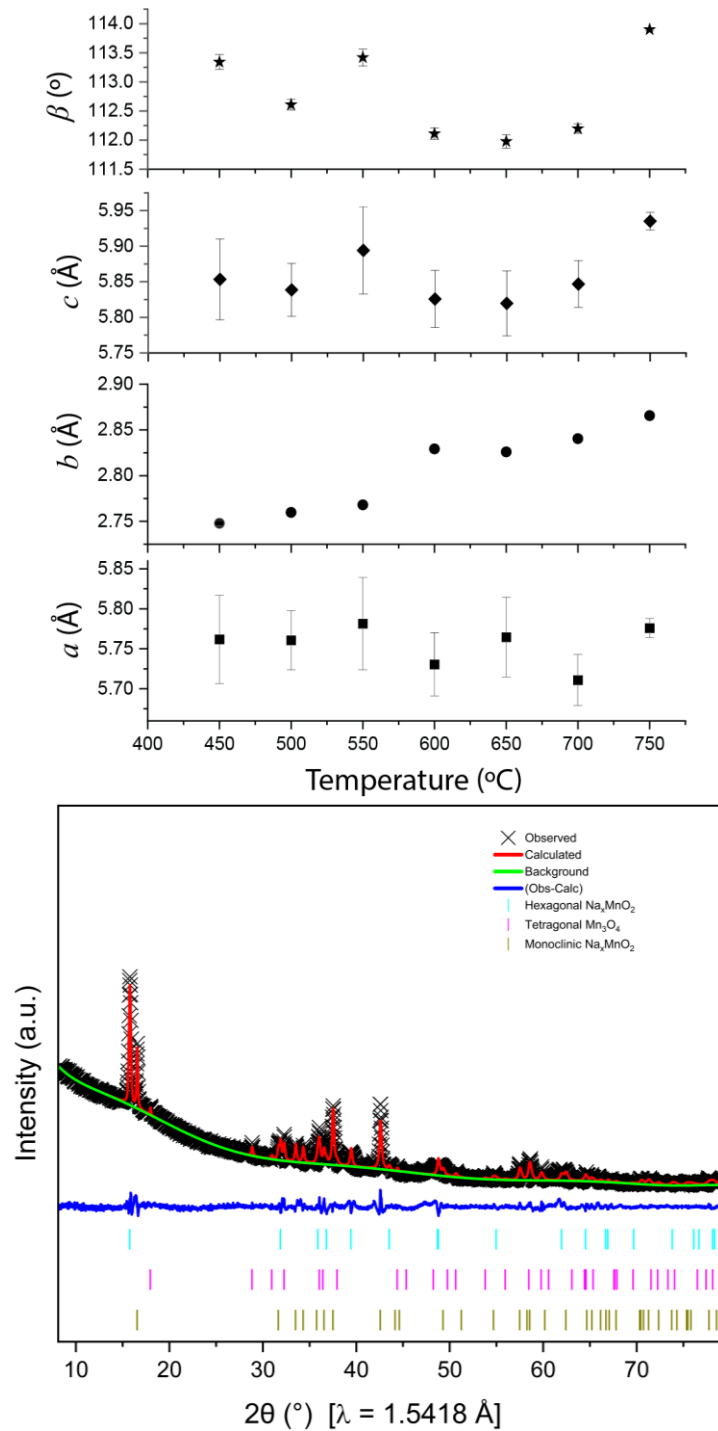 114.0
113.5
113.0
112.5
112.0
111.5
β (º)
5.95
5.90
5.85
5.80
5.75
c (Å)
2.90
2.85
2.80
2.75
b (Å)
5.85
5.80
5.75
5.70
a (Å)
400 450 500 550 600 650 700 750
Temperature (ºC)
Observed
Calculated
Background
(Obs-Calc)
Hexagonal NaₓMnO₂
Tetragonal Mn₃O₄
Monoclinic NaₓMnO₂
Intensity (a.u.)
10 20 30 40 50 60 70
2θ (°) [λ = 1.5418 Å]